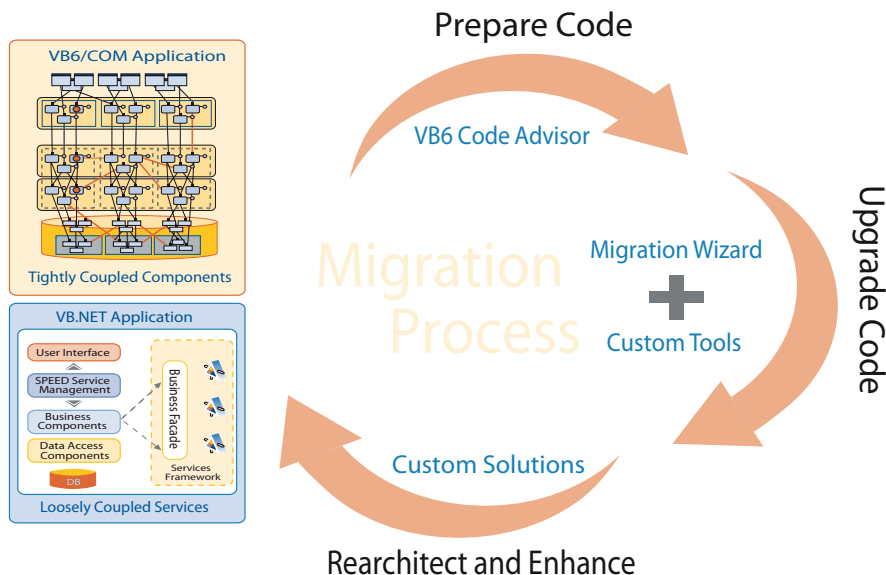 Prepare Code
VB6/COM Application
Tightly Coupled Components
VB6 Code Advisor
Migration
Process
Migration Wizard
Custom Tools
Upgrade Code
VB.NET Application
User Interface
SPEED Service
Management
Business
Components
Data Access
Components
DB
Business Facade
Services
Framework
Loosely Coupled Services
Custom Solutions
Rearchitect and Enhance